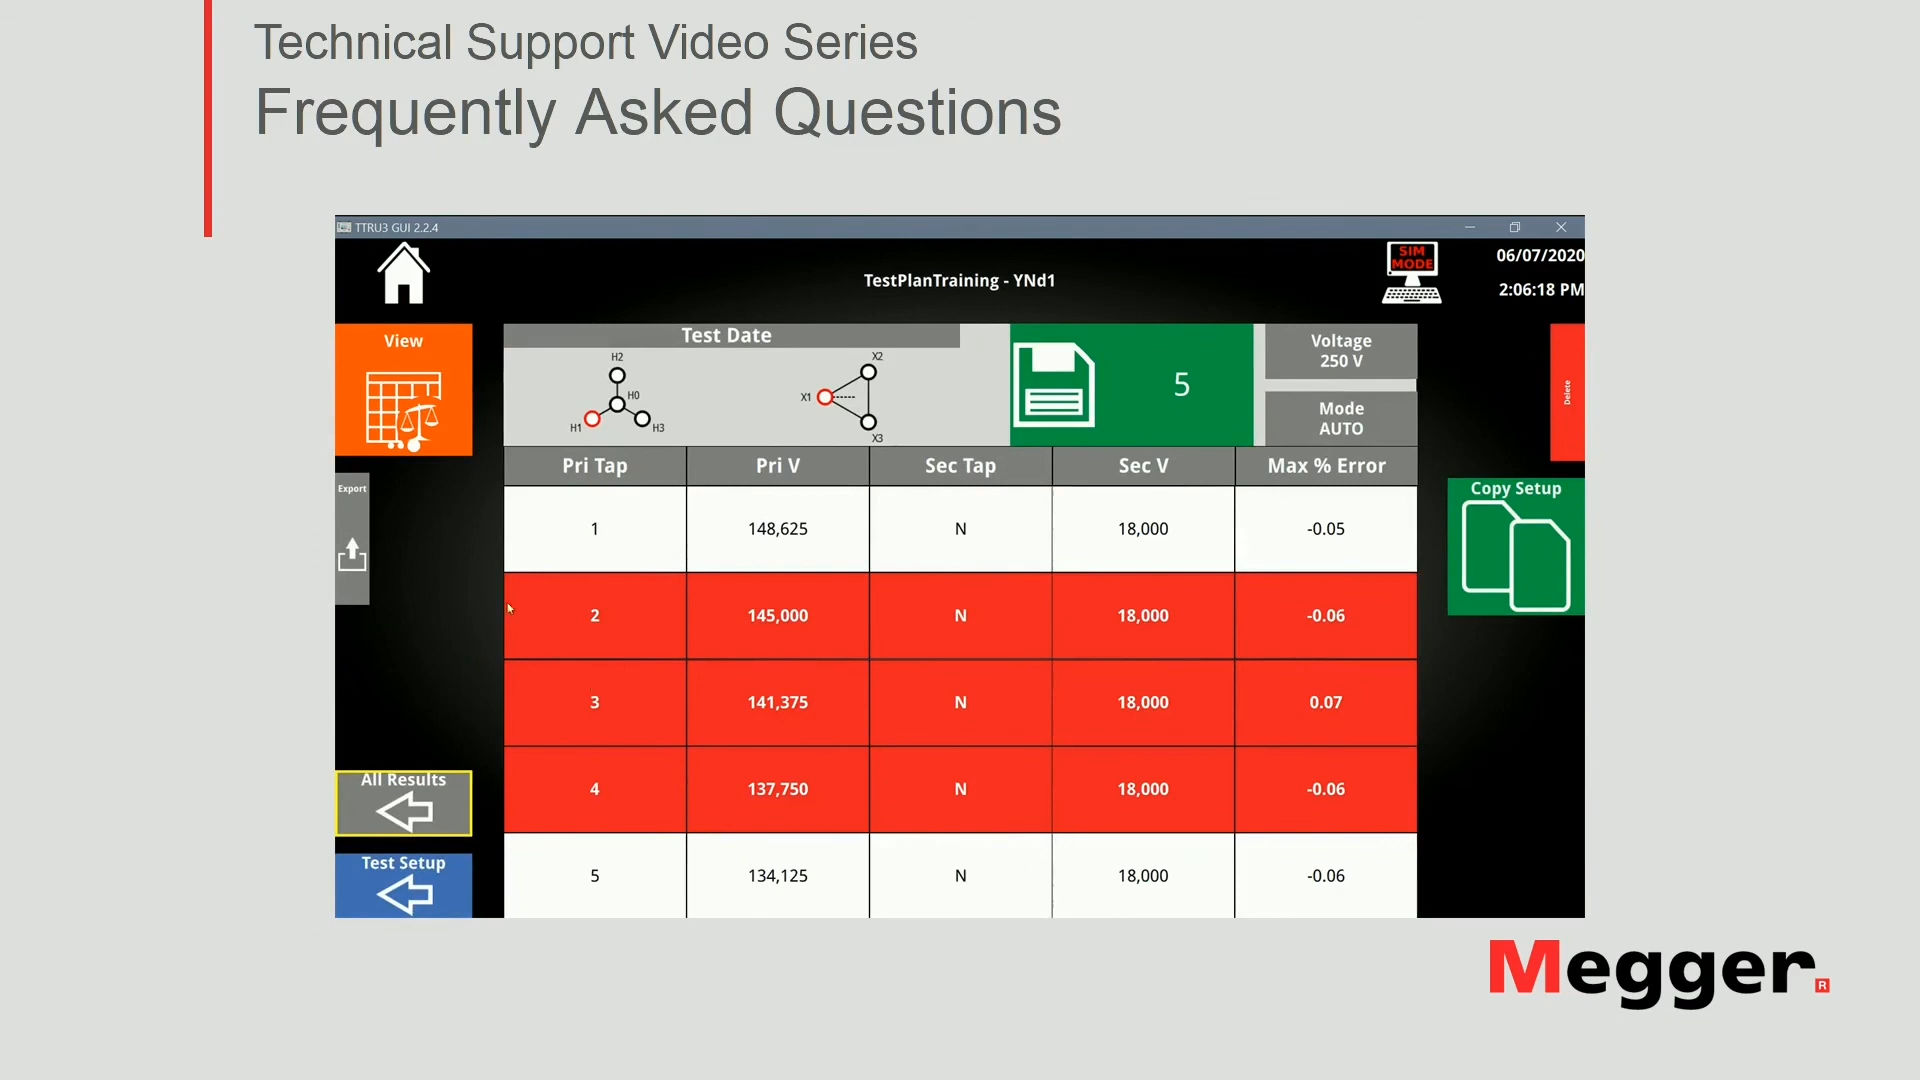 Technical Support Video Series
Frequently Asked Questions
TTRU3 GUI 2.2.4
SIM
MODE
06/07/2020
TestPlanTraining - YNd1
2:06:18 PM
View
Test Date
H2
H0
H1
H3
X2
X1
X3
5
Voltage
250 V
Mode
AUTO
Delete
Pri Tap Pri V Sec Tap Sec V Max % Error
Export
Copy Setup
1 148,625 N 18,000 -0.05
2 145,000 N 18,000 -0.06
3 141,375 N 18,000 0.07
4 137,750 N 18,000 -0.06
5 134,125 N 18,000 -0.06
All Results
Test Setup
Megger.
R